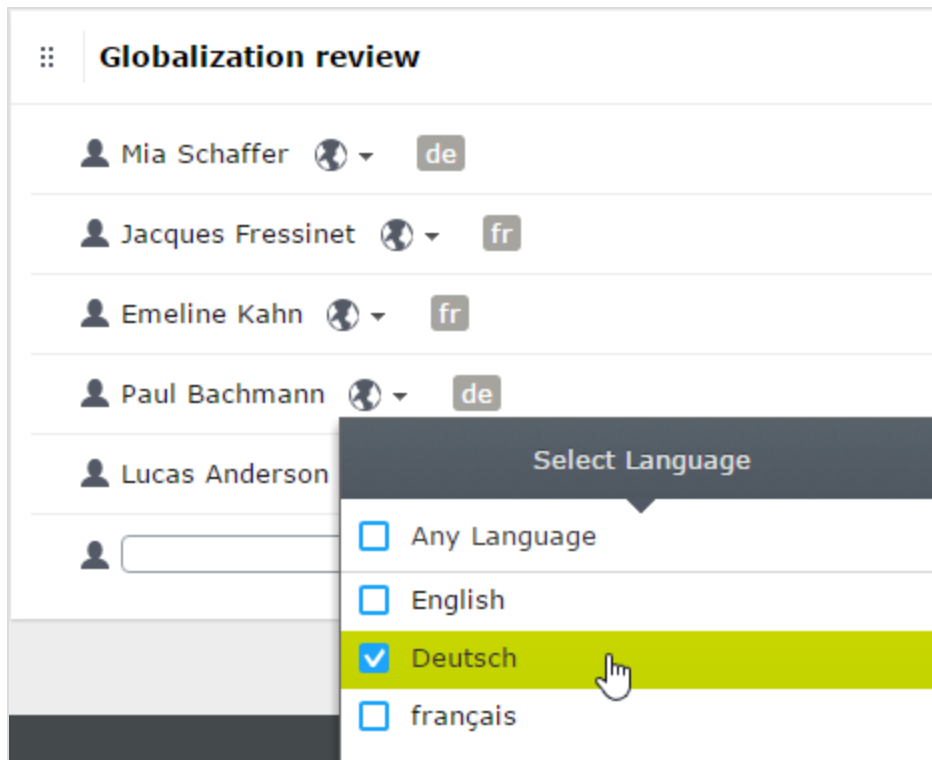 Globalization review
Mia Schaffer de
Jacques Fressinet fr
Emeline Kahn fr
Paul Bachmann de
Lucas Anderson
Select Language
Any Language
English
Deutsch
français